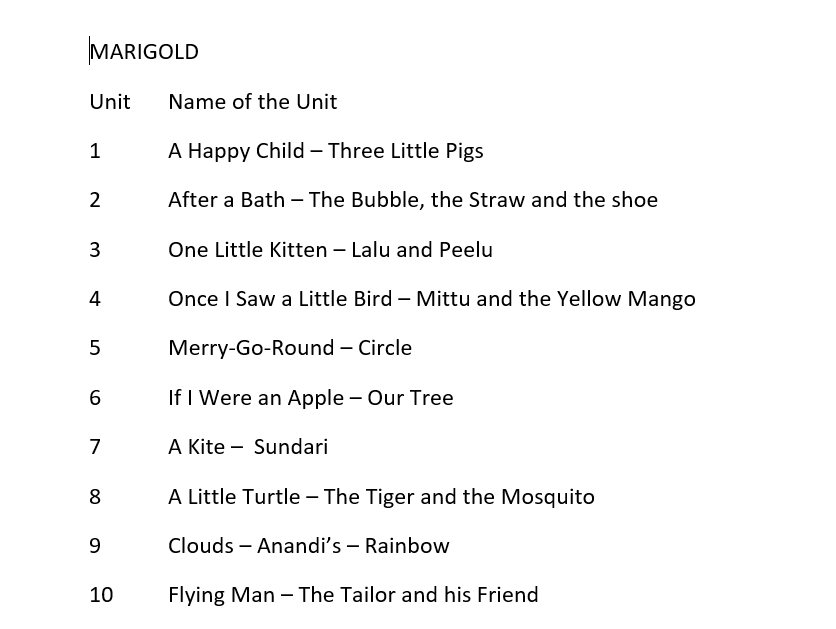 MARIGOLD
Unit Name of the Unit
1 A Happy Child – Three Little Pigs
2 After a Bath – The Bubble, the Straw and the shoe
3 One Little Kitten – Lalu and Peelu
4 Once I Saw a Little Bird – Mittu and the Yellow Mango
5 Merry-Go-Round – Circle
6 If I Were an Apple – Our Tree
7 A Kite –  Sundari
8 A Little Turtle – The Tiger and the Mosquito
9 Clouds – Anandi’s – Rainbow
10 Flying Man – The Tailor and his Friend